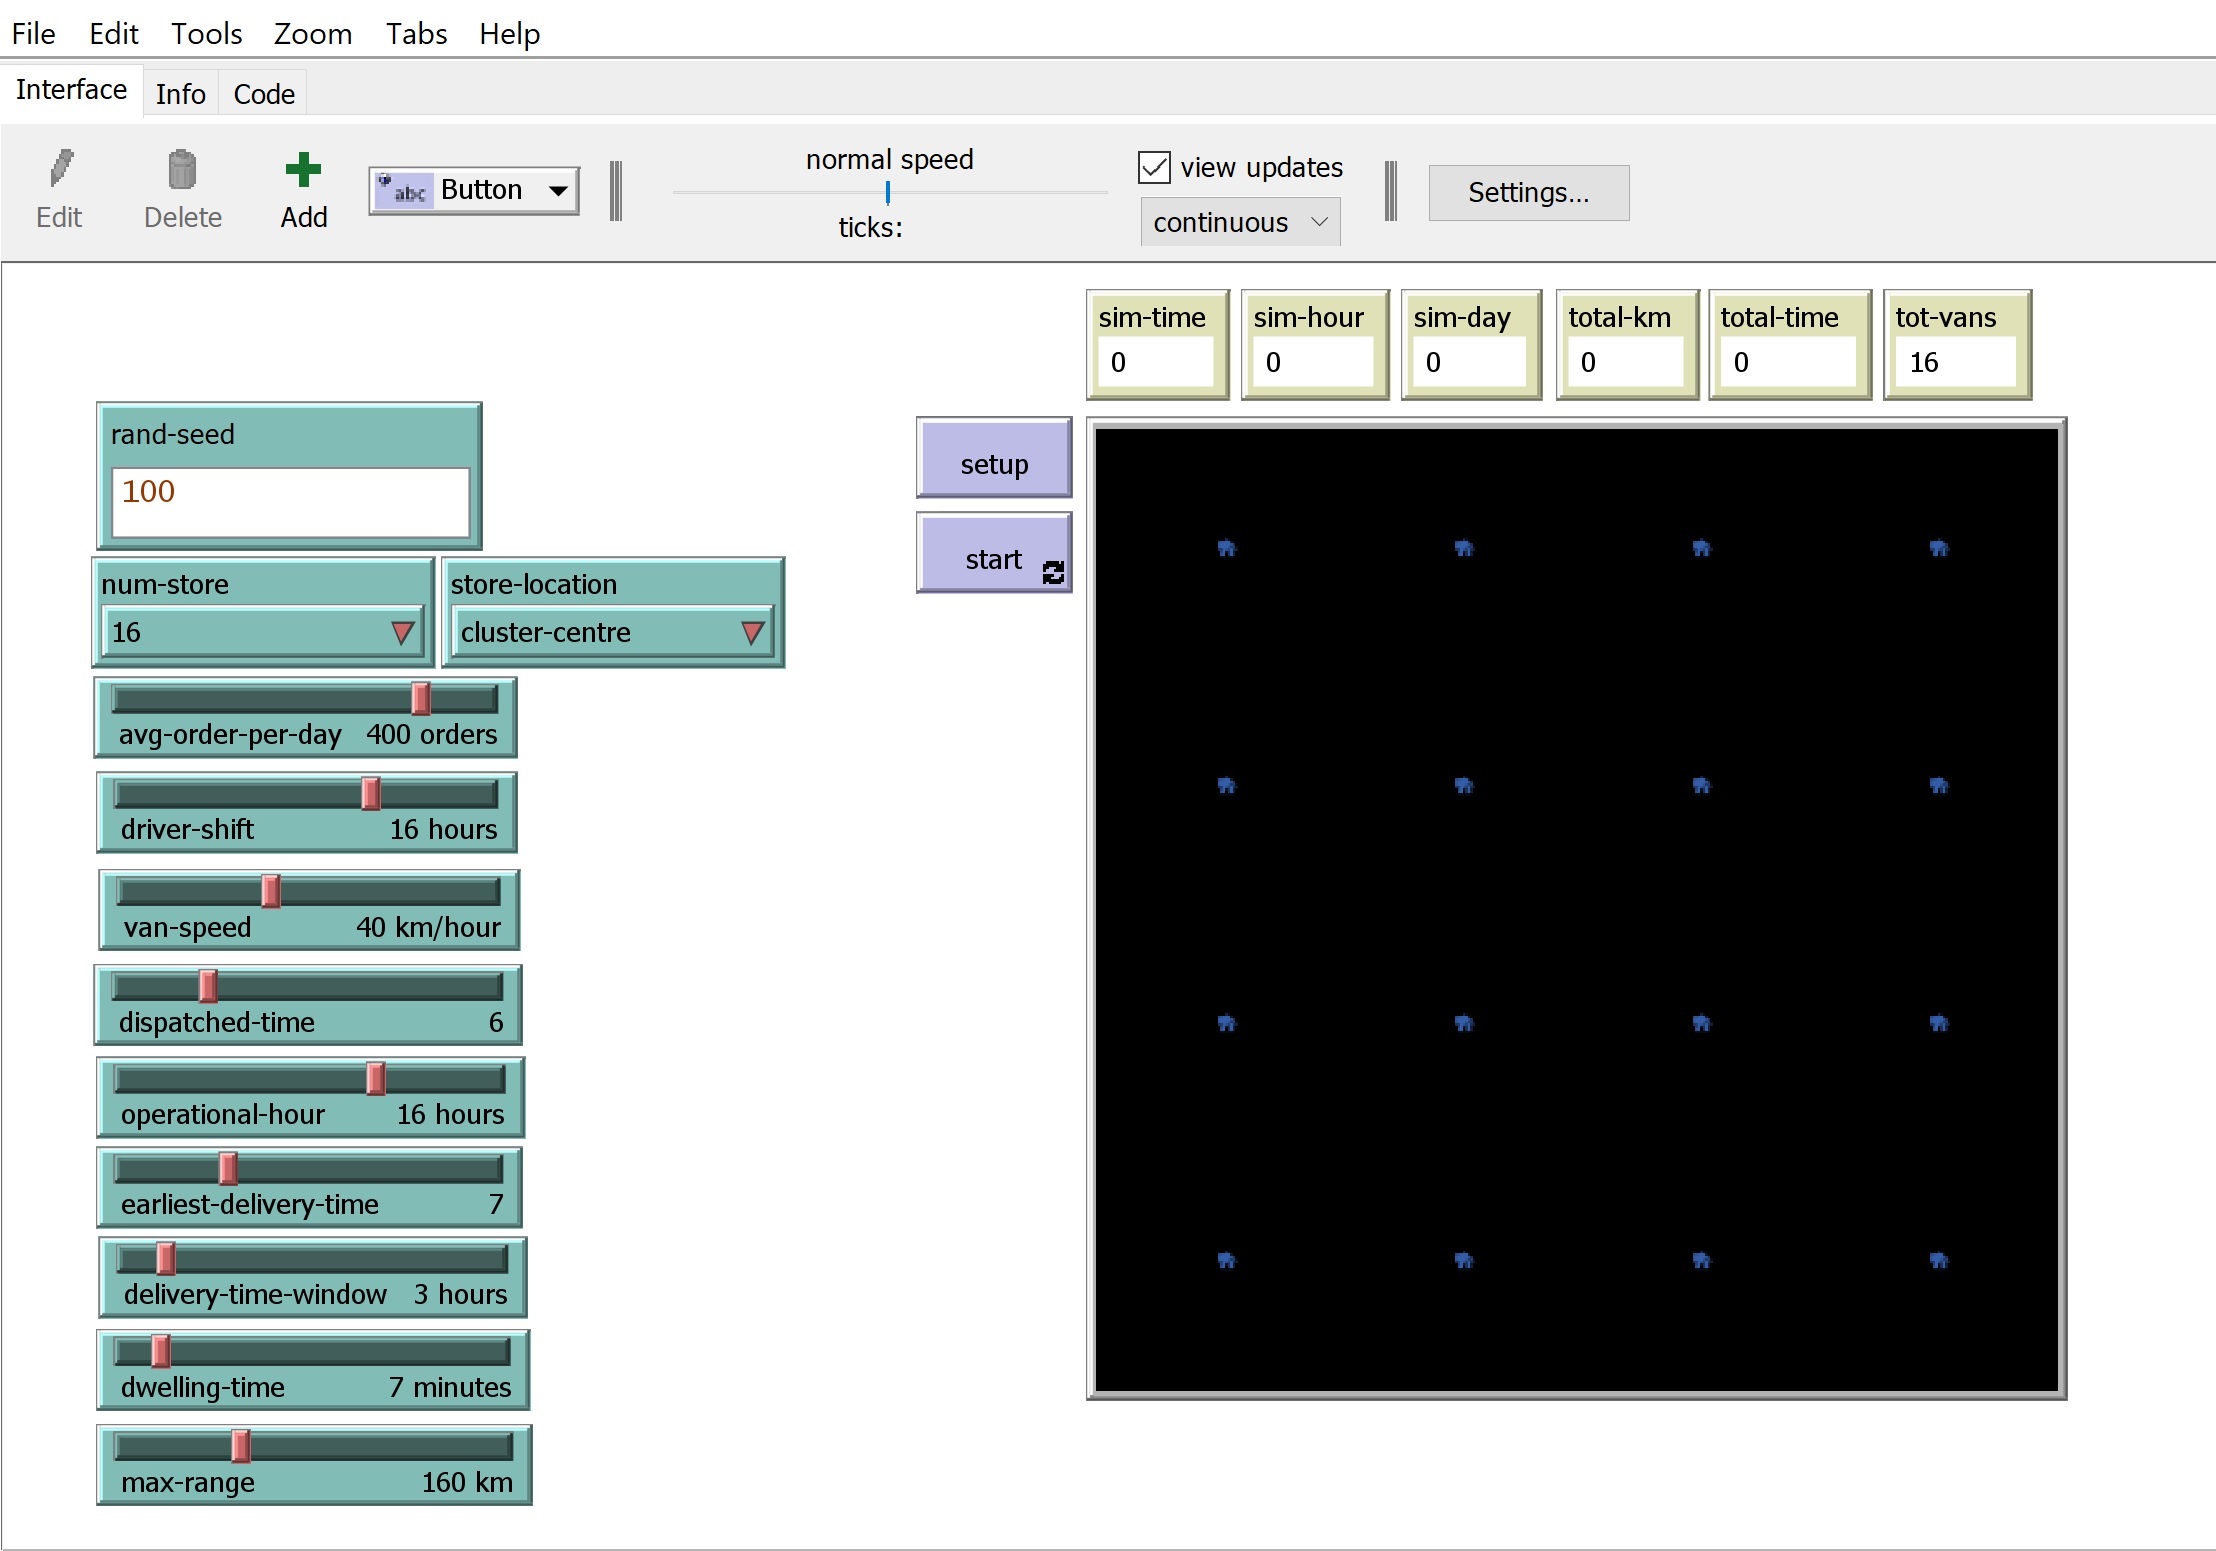 File Edit Tools Zoom Tabs Help
Interface Info Code
normal speed
view updates
abc Button
Settings...
Edit Delete Add
ticks:
continuous
sim-time sim-hour sim-day total-km total-time tot-vans
0 0 0 0 0 16
rand-seed
100
setup
start
num-store store-location
16 cluster-centre
avg-order-per-day 400 orders
driver-shift 16 hours
van-speed 40 km/hour
dispatched-time 6
operational-hour 16 hours
earliest-delivery-time 7
delivery-time-window 3 hours
dwelling-time 7 minutes
max-range 160 km